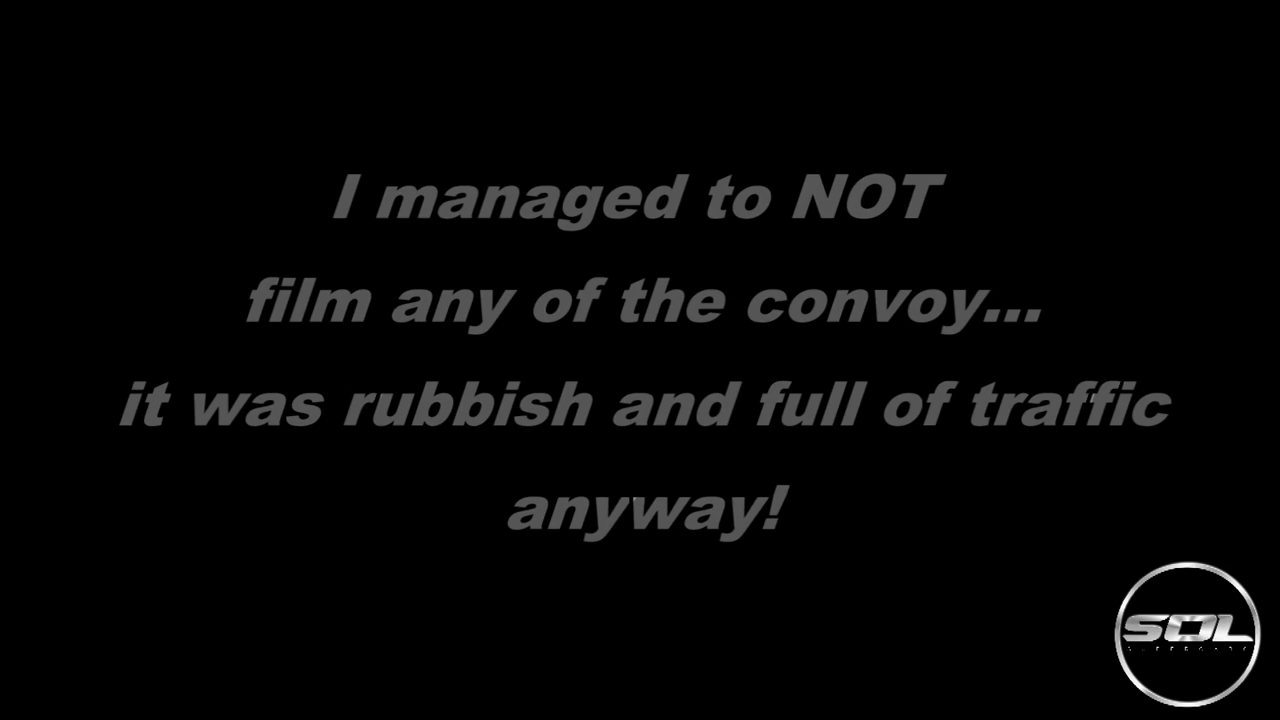 I managed to NOT
film any of the convoy...
it was rubbish and full of traffic
anyway!
SOL